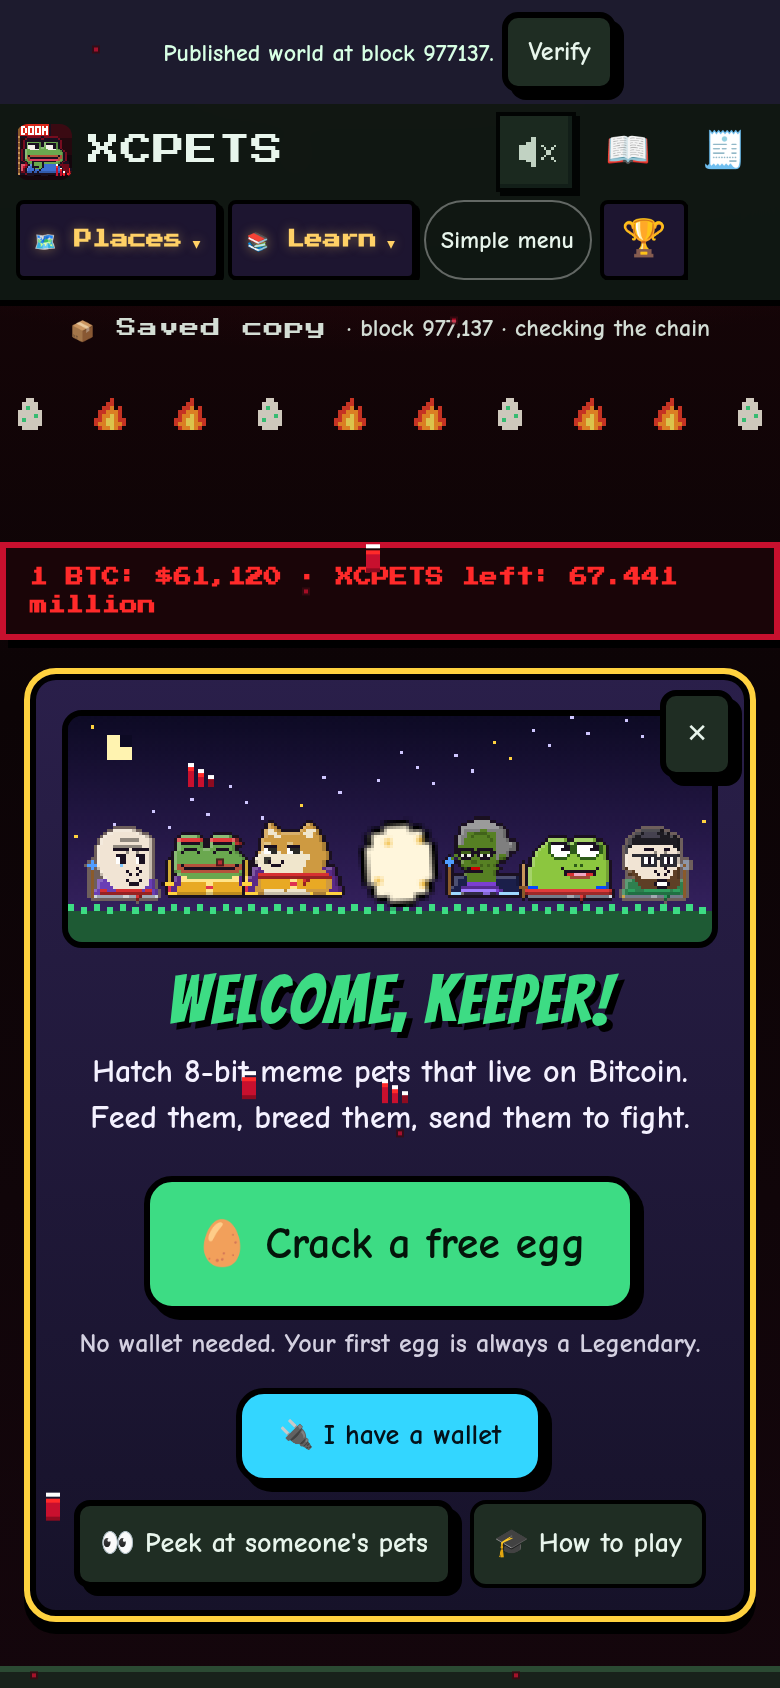 Published world at block 977137.
Verify
DOOM
XCPETS
Places ▾
Learn ▾
Simple menu
Saved copy · block 977,137 · checking the chain
1 BTC: $61,120 · XCPETS left: 67.441
million
×
WELCOME, KEEPER!
Hatch 8-bit meme pets that live on Bitcoin.
Feed them, breed them, send them to fight.
Crack a free egg
No wallet needed. Your first egg is always a Legendary.
I have a wallet
Peek at someone's pets
How to play